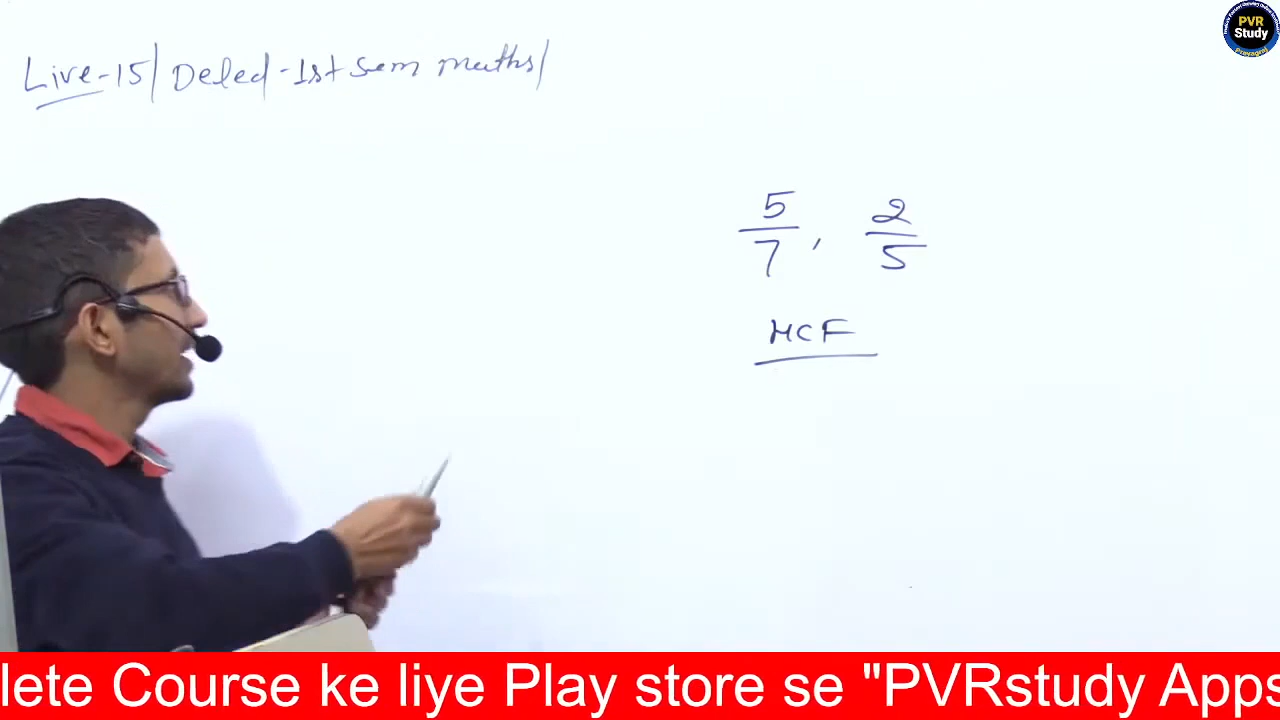 PVR
Study
Prayagraj
Live-15/ Deled-1st sem maths/
5/7, 2/5
HCF
lete Course ke liye Play store se "PVRstudy Apps